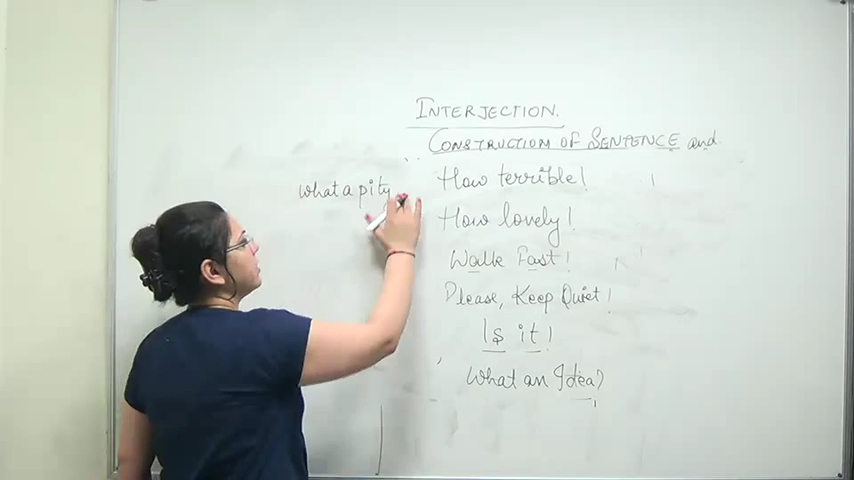 INTERJECTION.
CONSTRUCTION OF SENTENCE and
How terrible!
what a pity
How lovely!
Walk Fast!
Please, Keep Quiet!
Is it!
What an Idea?